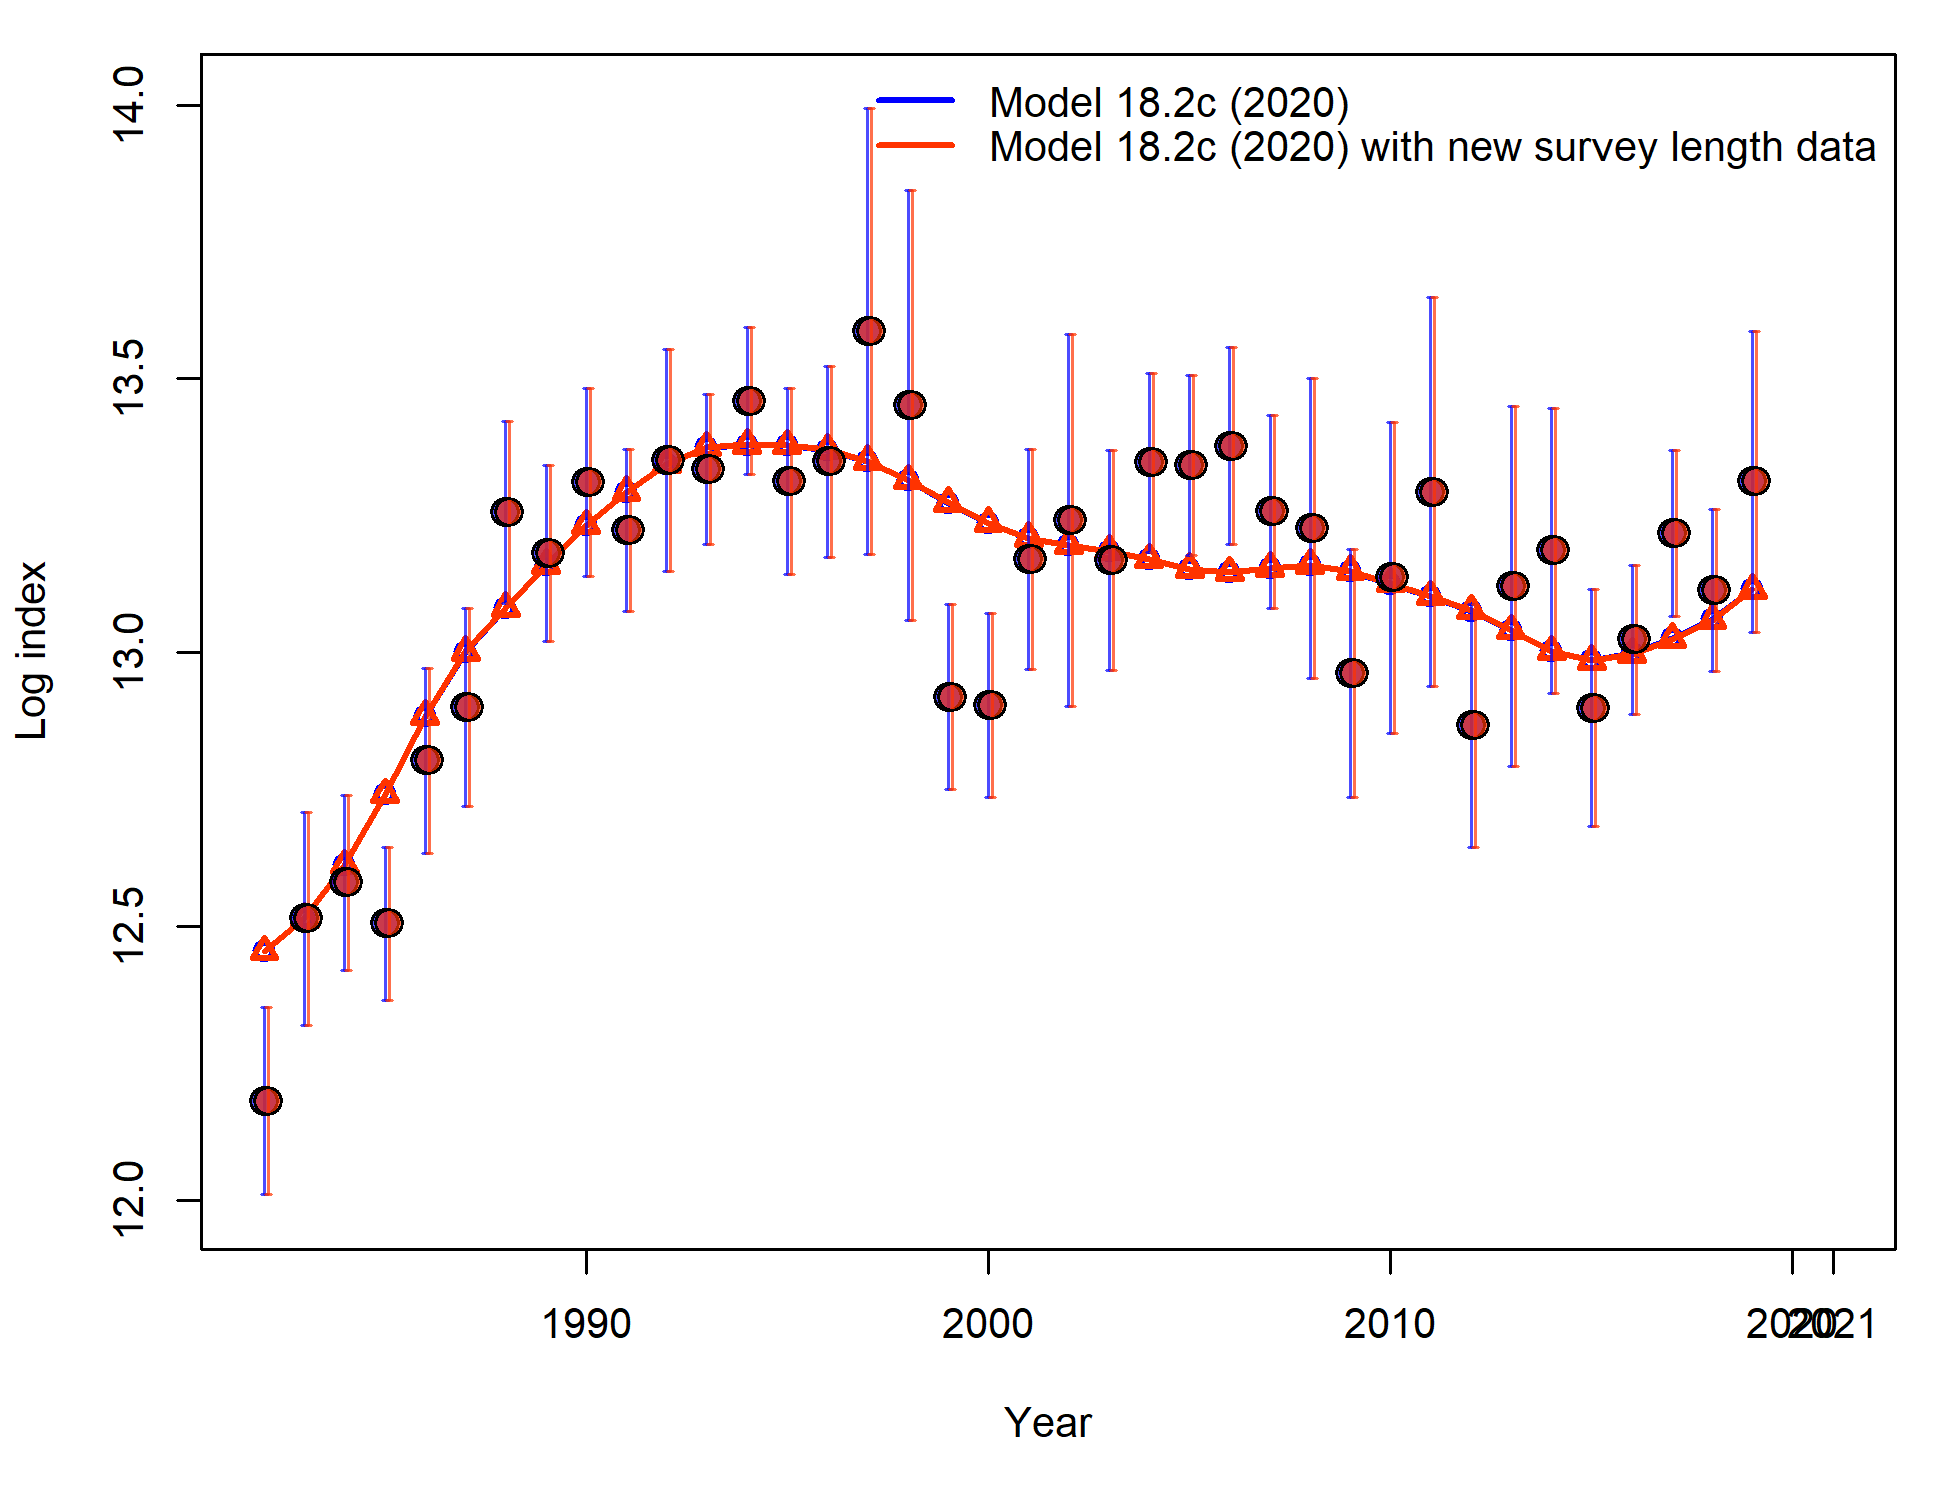 Model 18.2c (2020)
Model 18.2c (2020) with new survey length data
14.0
13.5
13.0
12.5
12.0
Log index
1990
2000
2010
2020
2021
Year